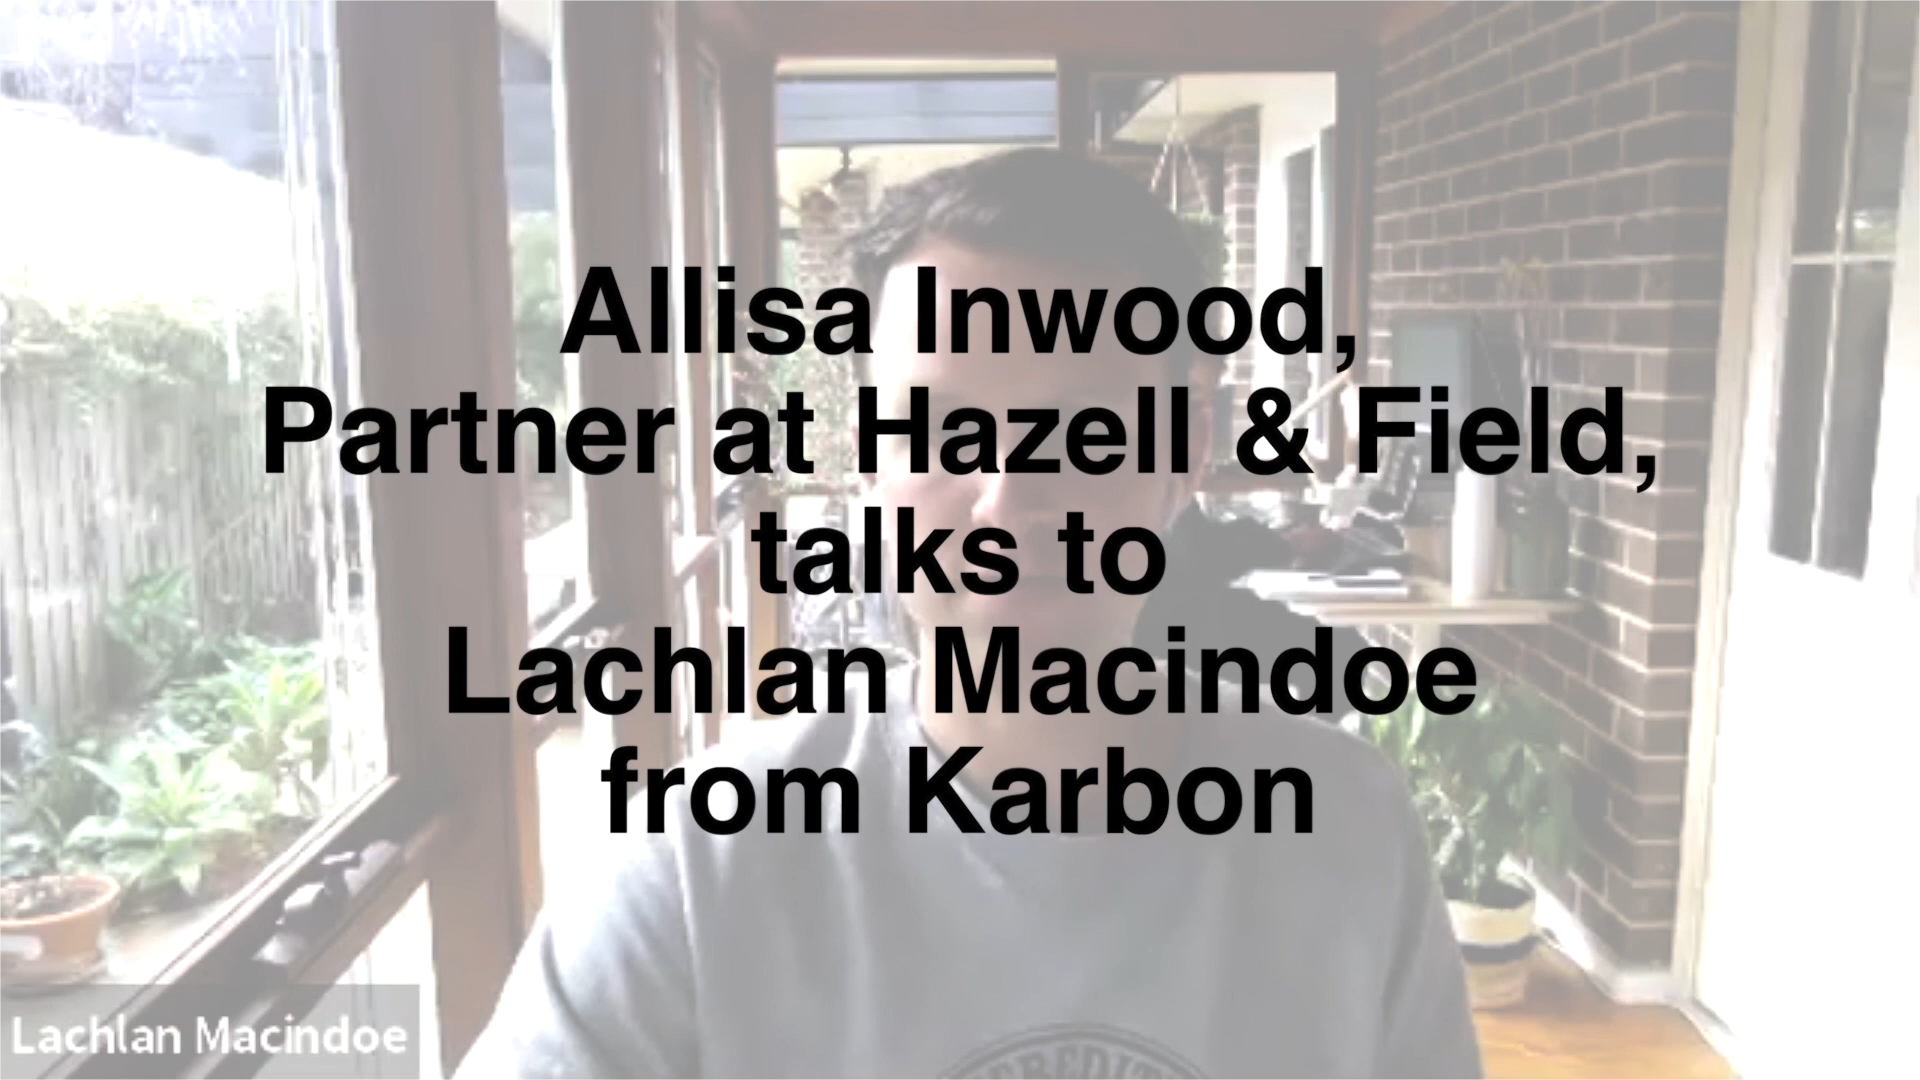 Allisa Inwood,
Partner at Hazell & Field,
talks to
Lachlan Macindoe
from Karbon
Lachlan Macindoe